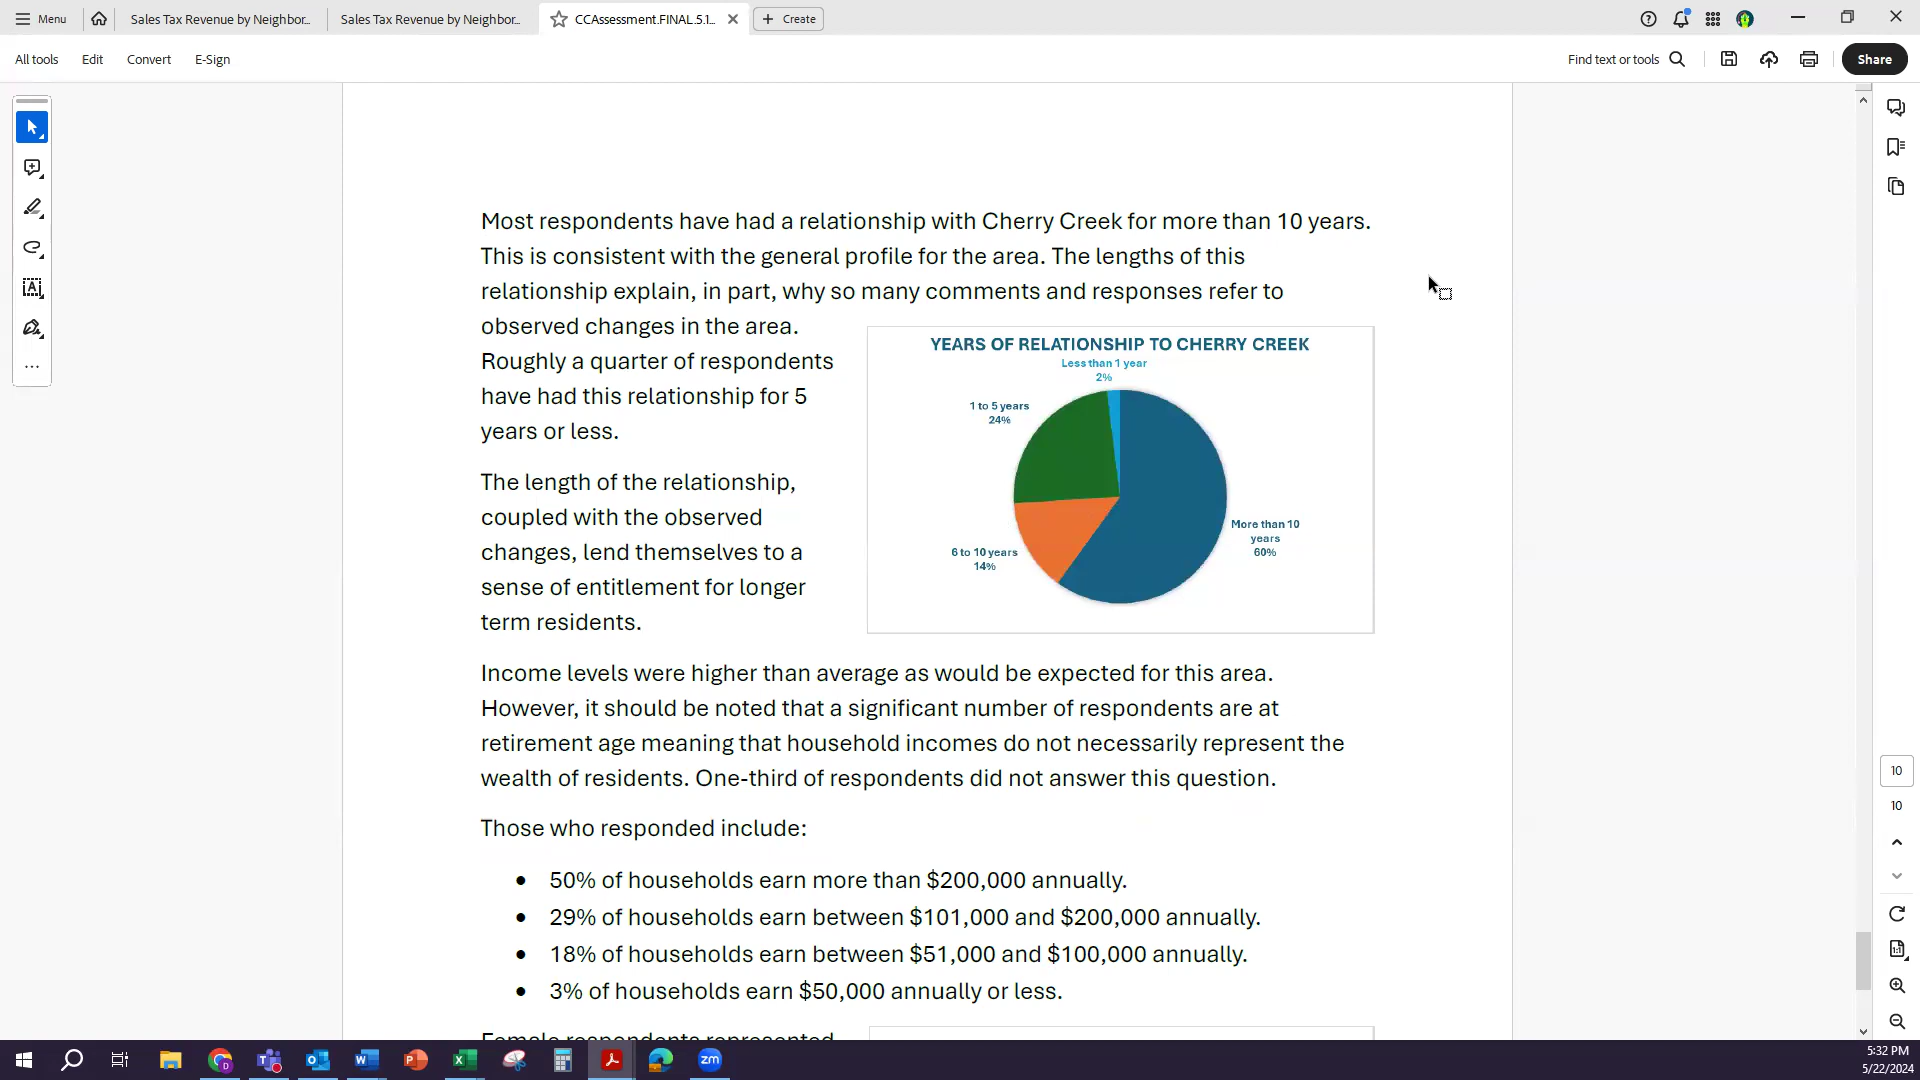 Menu
Sales Tax Revenue by Neighbor...
Sales Tax Revenue by Neighbor...
CCAssessment.FINAL.5.1...
Create
All tools
Edit
Convert
E-Sign
Find text or tools
Share
Most respondents have had a relationship with Cherry Creek for more than 10 years.
This is consistent with the general profile for the area. The lengths of this
relationship explain, in part, why so many comments and responses refer to
observed changes in the area.
Roughly a quarter of respondents
have had this relationship for 5
years or less.
The length of the relationship,
coupled with the observed
changes, lend themselves to a
sense of entitlement for longer
term residents.
YEARS OF RELATIONSHIP TO CHERRY CREEK
Less than 1 year
2%
1 to 5 years
24%
6 to 10 years
14%
More than 10
years
60%
Income levels were higher than average as would be expected for this area.
However, it should be noted that a significant number of respondents are at
retirement age meaning that household incomes do not necessarily represent the
wealth of residents. One-third of respondents did not answer this question.
Those who responded include:
• 50% of households earn more than $200,000 annually.
• 29% of households earn between $101,000 and $200,000 annually.
• 18% of households earn between $51,000 and $100,000 annually.
• 3% of households earn $50,000 annually or less.
Female respondents represented
10
10
5:32 PM
5/22/2024